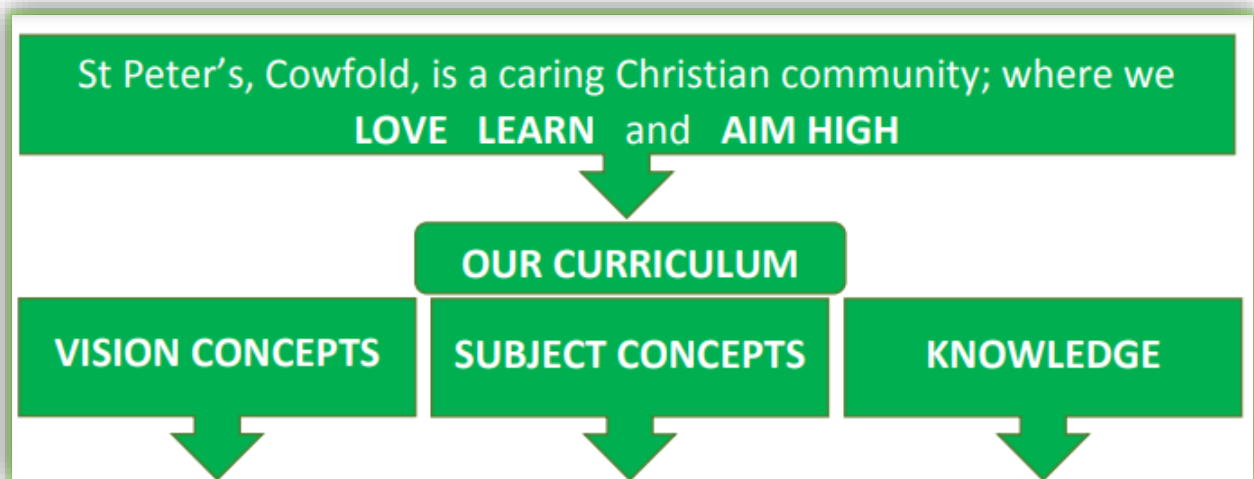 St Peter’s, Cowfold, is a caring Christian community; where we
LOVE LEARN and AIM HIGH
OUR CURRICULUM
VISION CONCEPTS
SUBJECT CONCEPTS
KNOWLEDGE